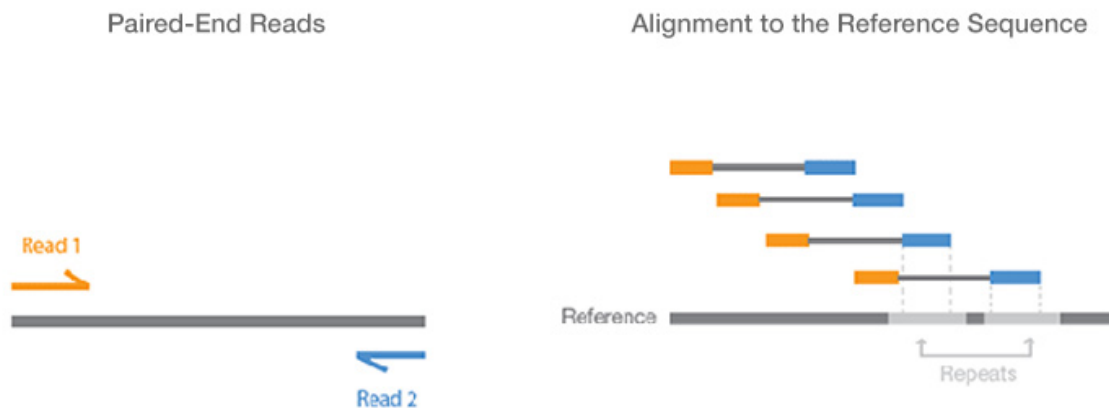 Paired-End Reads
Alignment to the Reference Sequence
Read 1
Reference
Read 2
Repeats